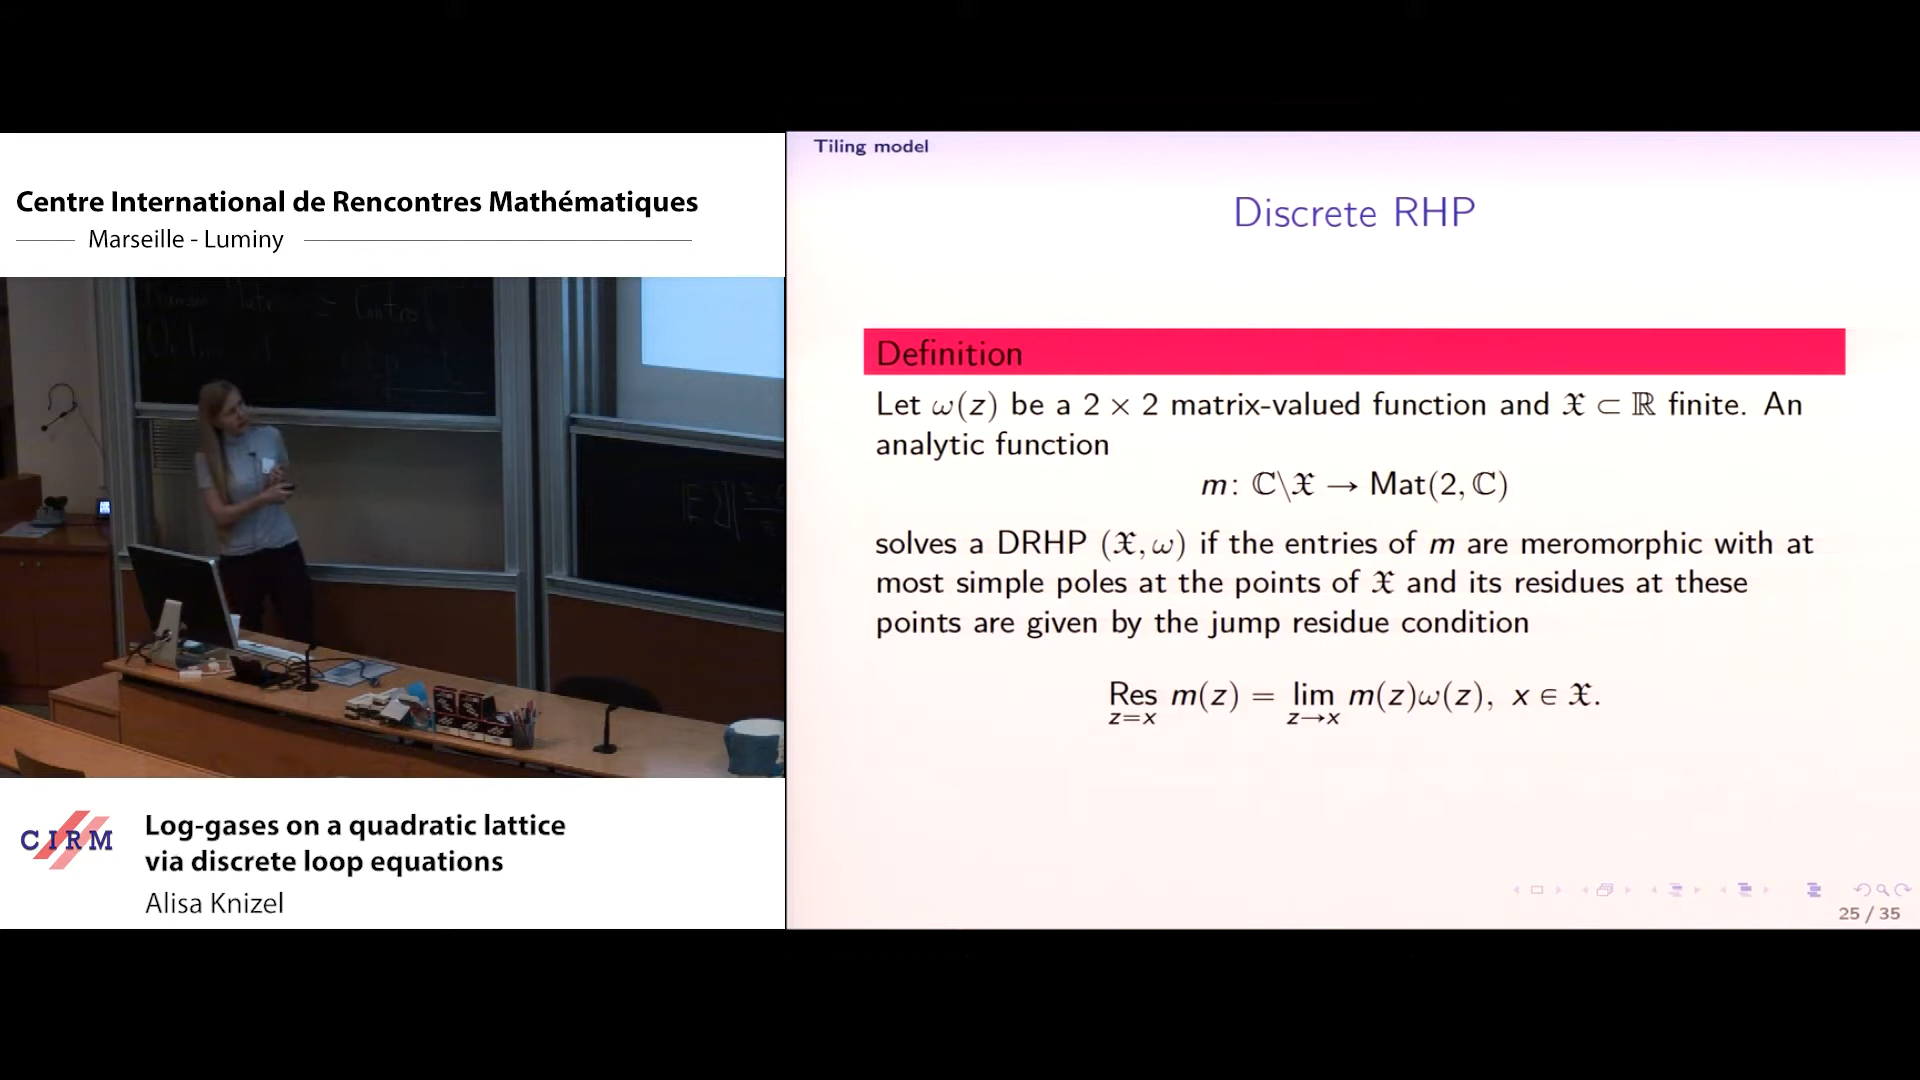 Centre International de Rencontres Mathématiques
Marseille - Luminy
Control
CIRM
Log-gases on a quadratic lattice
via discrete loop equations
Alisa Knizel
Tiling model
Discrete RHP
Definition
Let ω(z) be a 2 × 2 matrix-valued function and 𝔛 ⊂ ℝ finite. An
analytic function
m: ℂ\𝔛 → Mat(2, ℂ)
solves a DRHP (𝔛, ω) if the entries of m are meromorphic with at
most simple poles at the points of 𝔛 and its residues at these
points are given by the jump residue condition
Res m(z) = lim m(z)ω(z), x ∈ 𝔛.
z=x z→x
25 / 35